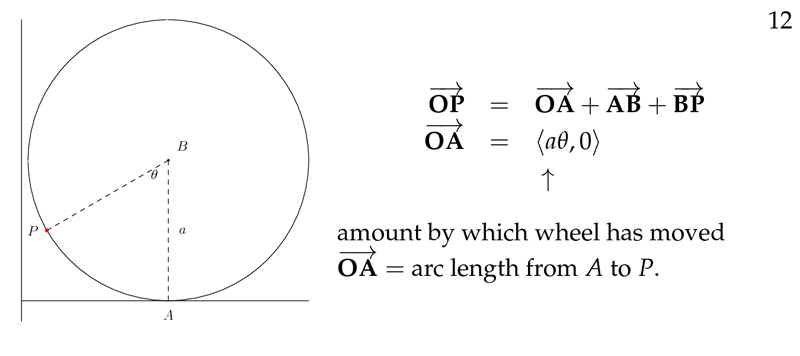 12
B
θ
P
a
A
OP⃗ = OA⃗ + AB⃗ + BP⃗
OA⃗ = ⟨aθ, 0⟩
↑
amount by which wheel has moved
OA⃗ = arc length from A to P.